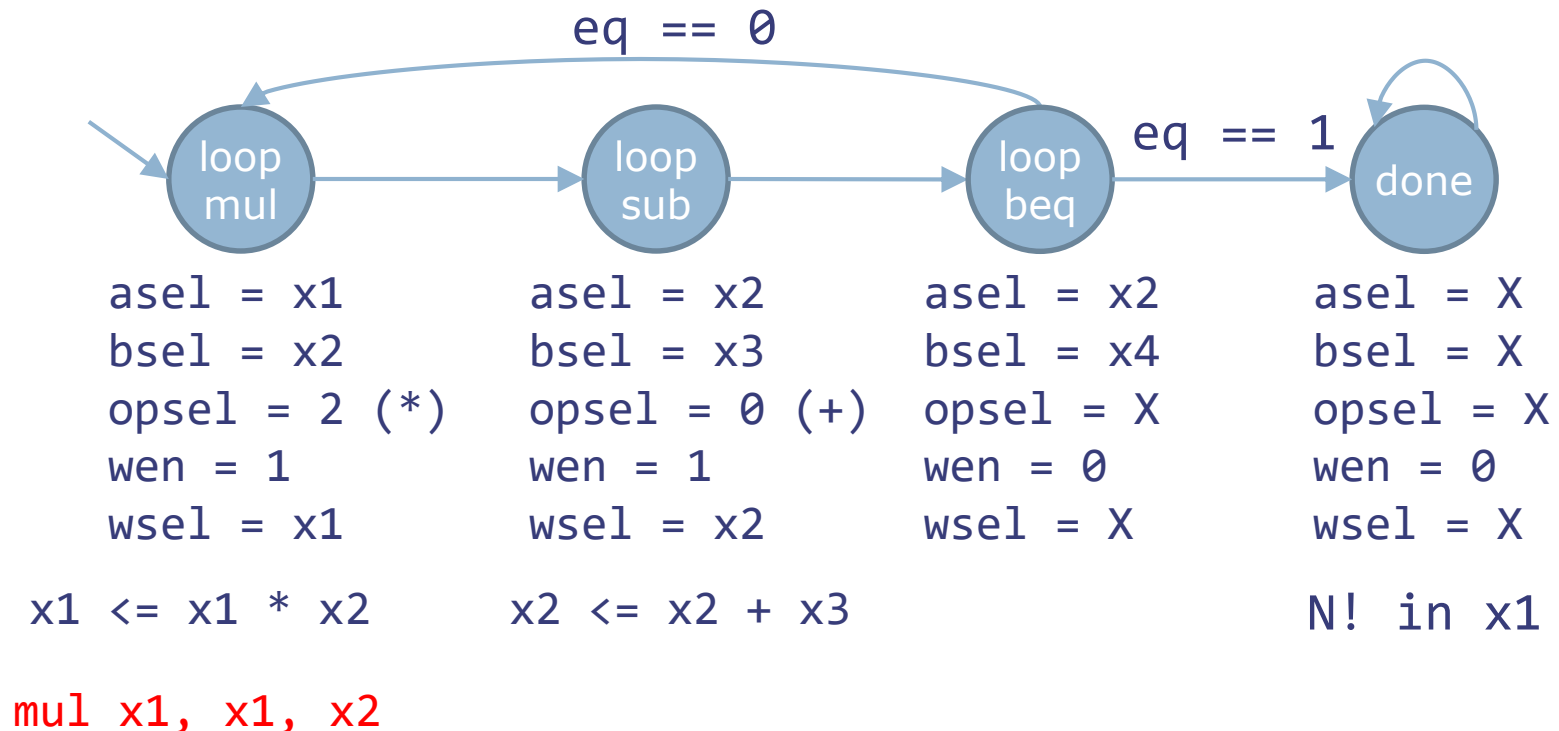 eq == 0
loop
mul
loop
sub
loop
beq
eq == 1
done
asel = x1
bsel = x2
opsel = 2 (*)
wen = 1
wsel = x1
asel = x2
bsel = x3
opsel = 0 (+)
wen = 1
wsel = x2
asel = x2
bsel = x4
opsel = X
wen = 0
wsel = X
asel = X
bsel = X
opsel = X
wen = 0
wsel = X
x1 <= x1 * x2
x2 <= x2 + x3
N! in x1
mul x1, x1, x2